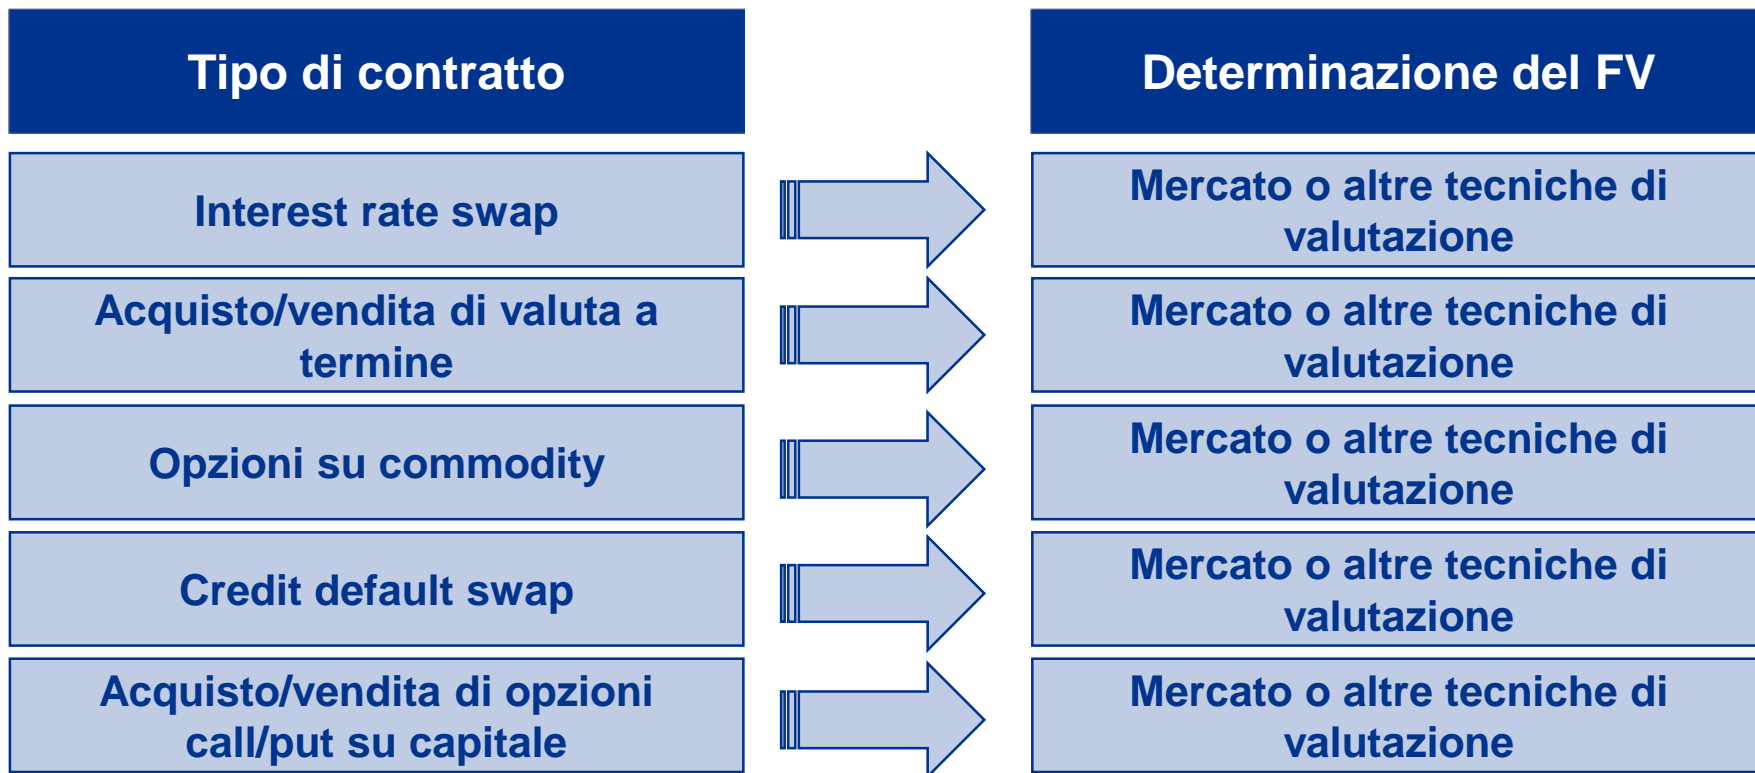 Tipo di contratto
Determinazione del FV
Interest rate swap
Mercato o altre tecniche di
valutazione
Acquisto/vendita di valuta a
termine
Mercato o altre tecniche di
valutazione
Opzioni su commodity
Mercato o altre tecniche di
valutazione
Credit default swap
Mercato o altre tecniche di
valutazione
Acquisto/vendita di opzioni
call/put su capitale
Mercato o altre tecniche di
valutazione